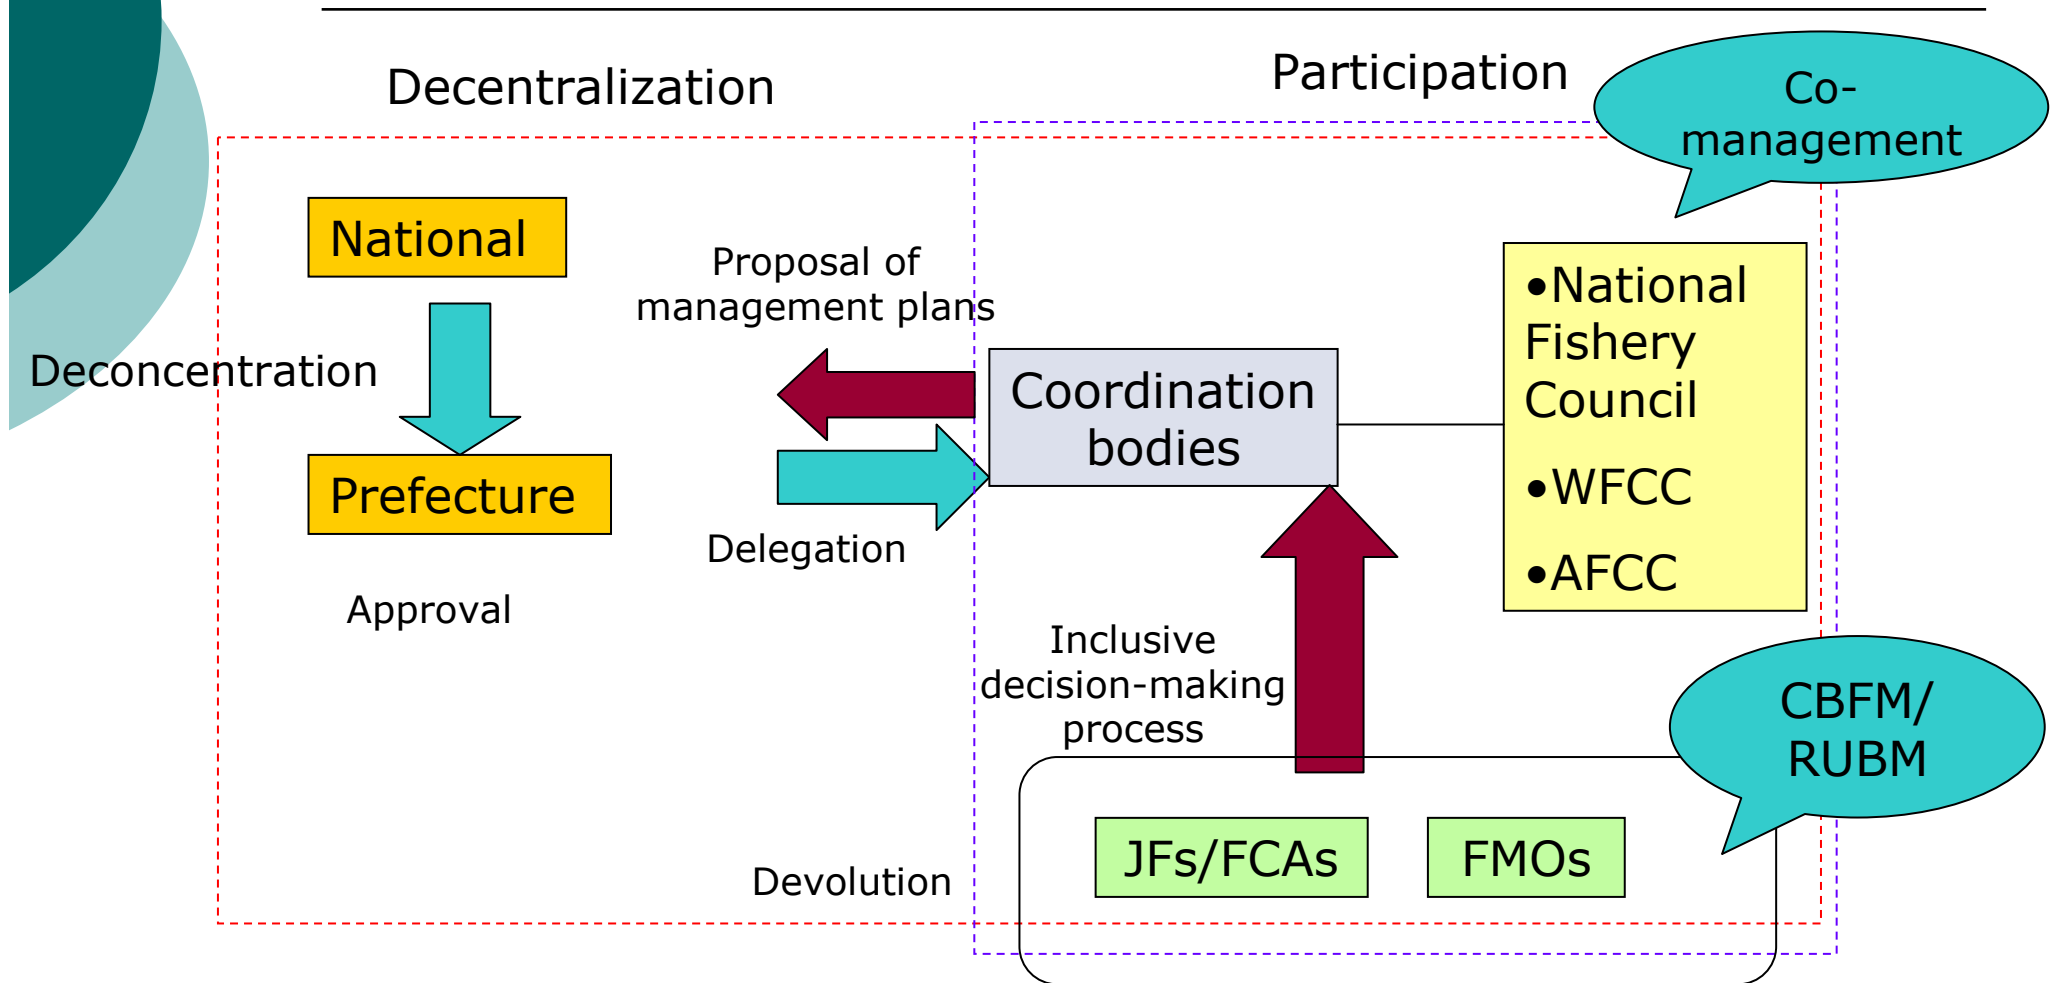 Decentralization
Participation
Co-
management
National
Proposal of
management plans
•National
Fishery
Council
•WFCC
•AFCC
Deconcentration
Coordination
bodies
Prefecture
Delegation
Approval
Inclusive
decision-making
process
CBFM/
RUBM
JFs/FCAs
FMOs
Devolution